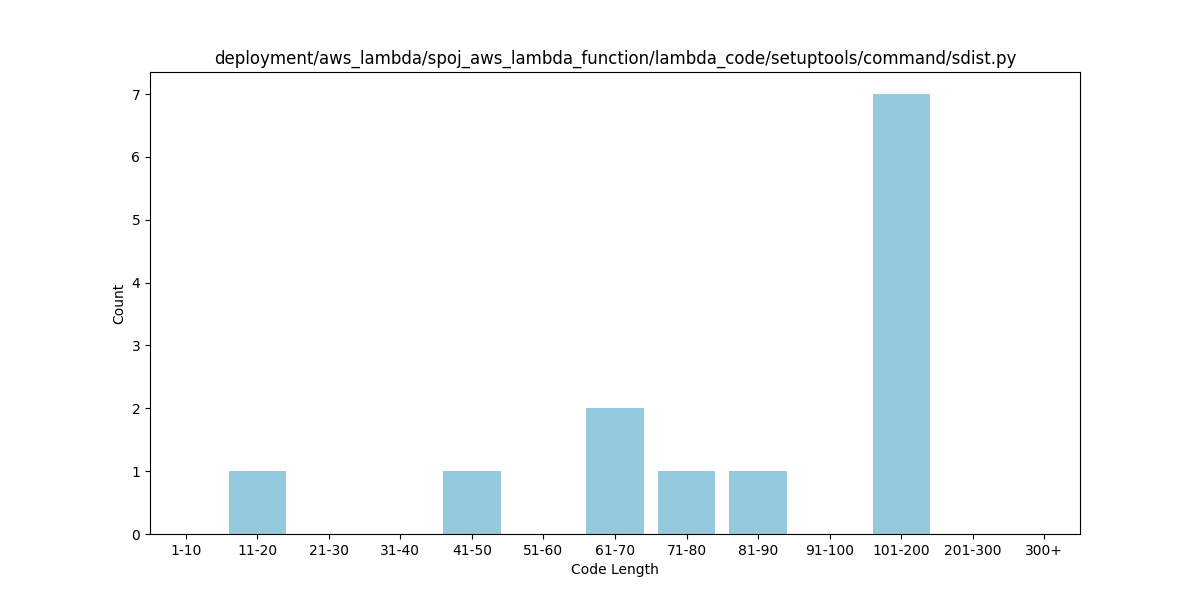 deployment/aws_lambda/spoj_aws_lambda_function/lambda_code/setuptools/command/sdist.py
7
6
5
4
3
2
1
0
Count
1-10 11-20 21-30 31-40 41-50 51-60 61-70 71-80 81-90 91-100 101-200 201-300 300+
Code Length